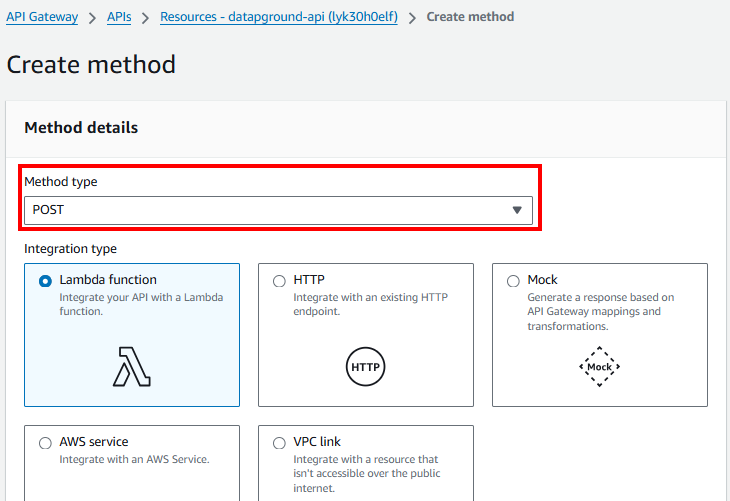 API Gateway > APIs > Resources - datapground-api (lyk30h0elf) > Create method
Create method
Method details
Method type
POST
Integration type
Lambda function
Integrate your API with a Lambda
function.
HTTP
Integrate with an existing HTTP
endpoint.
HTTP
Mock
Generate a response based on
API Gateway mappings and
transformations.
Mock
AWS service
Integrate with an AWS Service.
VPC link
Integrate with a resource that
isn't accessible over the public
internet.